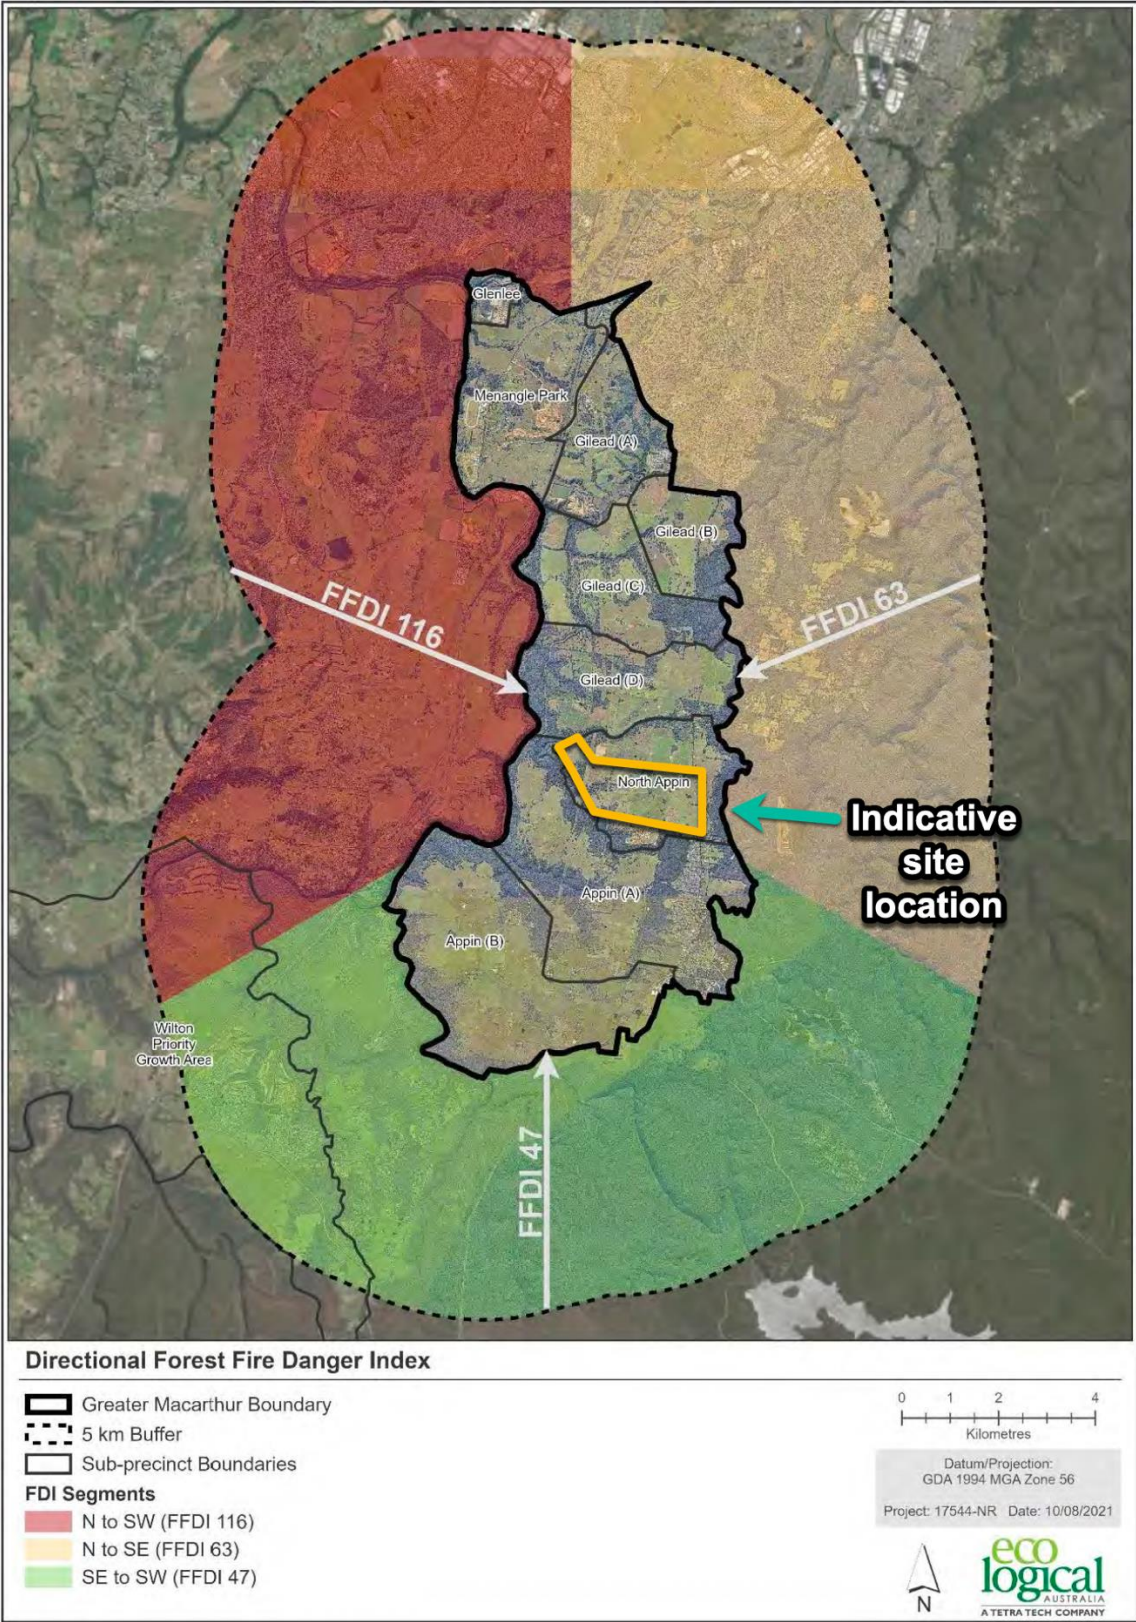 Glenlee
Menangle Park
Gilead (A)
Gilead (B)
Gilead (C)
FFDI 116
FFDI 63
Gilead (D)
North Appin
Indicative
site
location
Appin (A)
Appin (B)
Wilton
Priority
Growth Area
FFDI 47
Directional Forest Fire Danger Index
Greater Macarthur Boundary
5 km Buffer
Sub-precinct Boundaries
FDI Segments
N to SW (FFDI 116)
N to SE (FFDI 63)
SE to SW (FFDI 47)
0 1 2 4
Kilometres
Datum/Projection:
GDA 1994 MGA Zone 56
Project: 17544-NR Date: 10/08/2021
N
eco
logical
AUSTRALIA
A TETRA TECH COMPANY